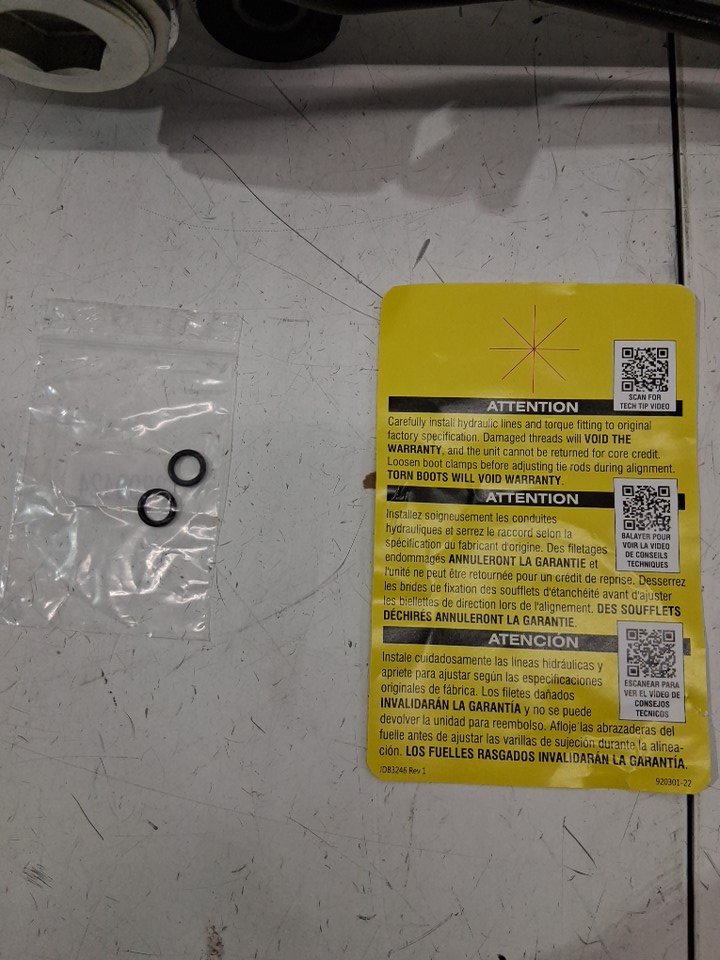 SCAN FOR
TECH TIP VIDEO
ATTENTION
Carefully install hydraulic lines and torque fitting to original
factory specification. Damaged threads will VOID THE
WARRANTY, and the unit cannot be returned for core credit.
Loosen boot clamps before adjusting tie rods during alignment.
TORN BOOTS WILL VOID WARRANTY.
ATTENTION
Installez soigneusement les conduites
hydrauliques et serrez le raccord selon la
spécification du fabricant d'origine. Des filetages
endommagés ANNULERONT LA GARANTIE et
l'unité ne peut être retournée pour un crédit de reprise. Desserrez
les brides de fixation des soufflets d'étanchéité avant d'ajuster
les biellettes de direction lors de l'alignement. DES SOUFFLETS
DÉCHIRÉS ANNULERONT LA GARANTIE.
BALAYER POUR
VOIR LA VIDEO
DE CONSEILS
TECHNIQUES
ATENCIÓN
Instale cuidadosamente las líneas hidráulicas y
apriete para ajustar según las especificaciones
originales de fábrica. Los filetes dañados
INVALIDARÁN LA GARANTÍA y no se puede
devolver la unidad para reembolso. Afloje las abrazaderas del
fuelle antes de ajustar las varillas de sujeción durante la alinea-
ción. LOS FUELLES RASGADOS INVALIDARÁN LA GARANTÍA.
ESCANEAR PARA
VER EL VÍDEO DE
CONSEJOS
TECNICOS
JDB3246 Rev 1
920301-22